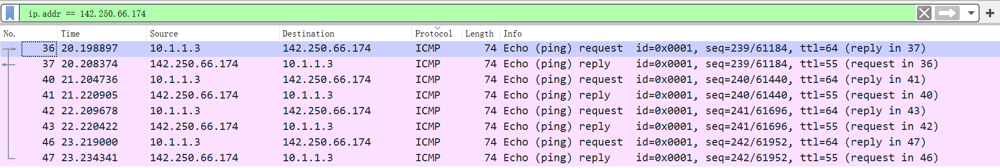 ip.addr == 142.250.66.174
No. Time Source Destination Protocol Length Info
36 20.198897 10.1.1.3 142.250.66.174 ICMP 74 Echo (ping) request id=0x0001, seq=239/61184, ttl=64 (reply in 37)
37 20.208374 142.250.66.174 10.1.1.3 ICMP 74 Echo (ping) reply id=0x0001, seq=239/61184, ttl=55 (request in 36)
40 21.204736 10.1.1.3 142.250.66.174 ICMP 74 Echo (ping) request id=0x0001, seq=240/61440, ttl=64 (reply in 41)
41 21.220905 142.250.66.174 10.1.1.3 ICMP 74 Echo (ping) reply id=0x0001, seq=240/61440, ttl=55 (request in 40)
42 22.209678 10.1.1.3 142.250.66.174 ICMP 74 Echo (ping) request id=0x0001, seq=241/61696, ttl=64 (reply in 43)
43 22.220422 142.250.66.174 10.1.1.3 ICMP 74 Echo (ping) reply id=0x0001, seq=241/61696, ttl=55 (request in 42)
46 23.219000 10.1.1.3 142.250.66.174 ICMP 74 Echo (ping) request id=0x0001, seq=242/61952, ttl=64 (reply in 47)
47 23.234341 142.250.66.174 10.1.1.3 ICMP 74 Echo (ping) reply id=0x0001, seq=242/61952, ttl=55 (request in 46)